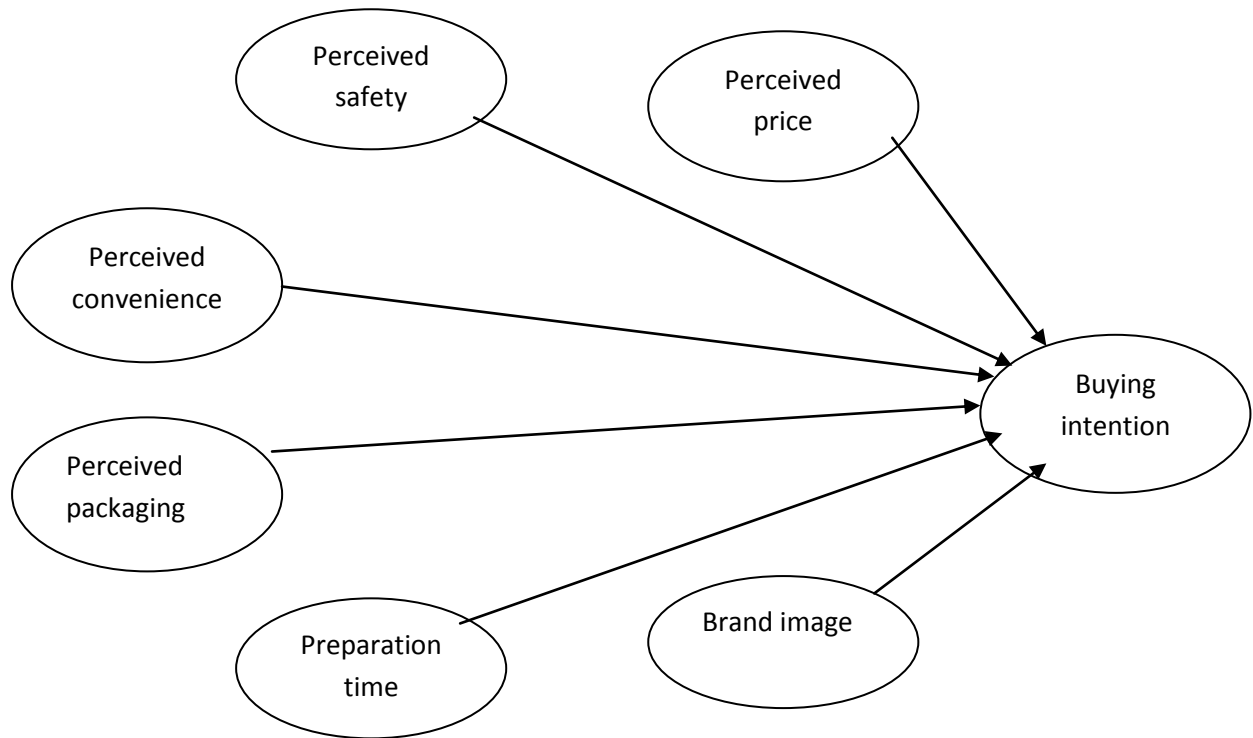 Perceived
safety
Perceived
price
Perceived
convenience
Buying
intention
Perceived
packaging
Brand image
Preparation
time